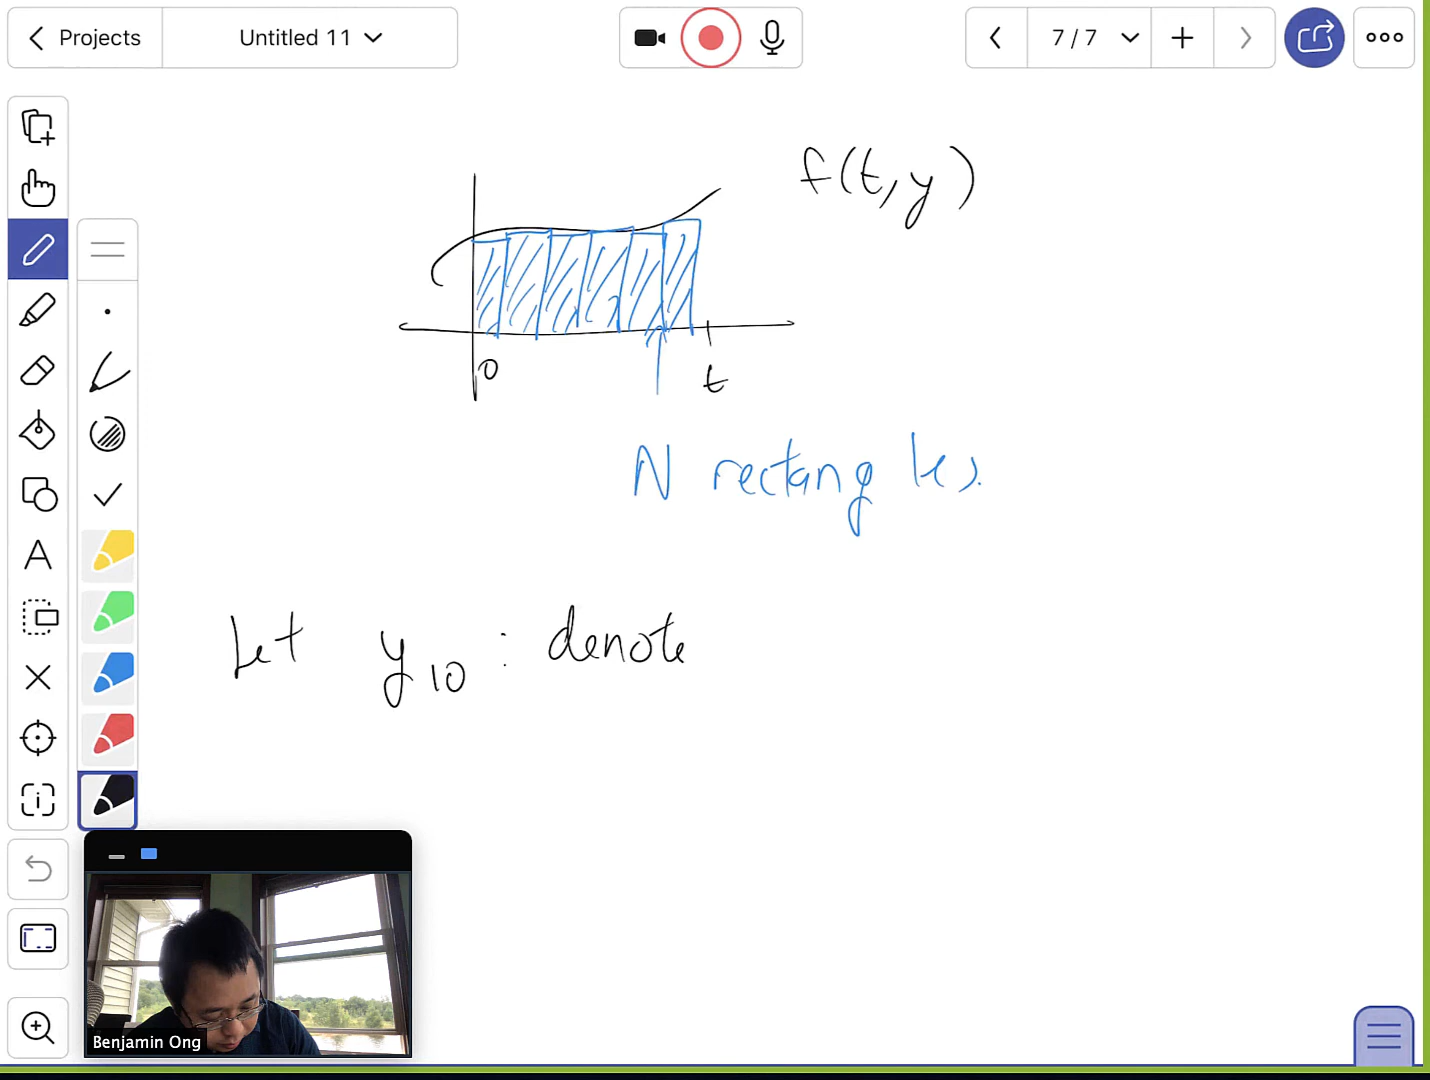 Projects
Untitled 11
7 / 7
f(t, y)
0
t
N rectangles.
A
Let y10 : denote
Benjamin Ong